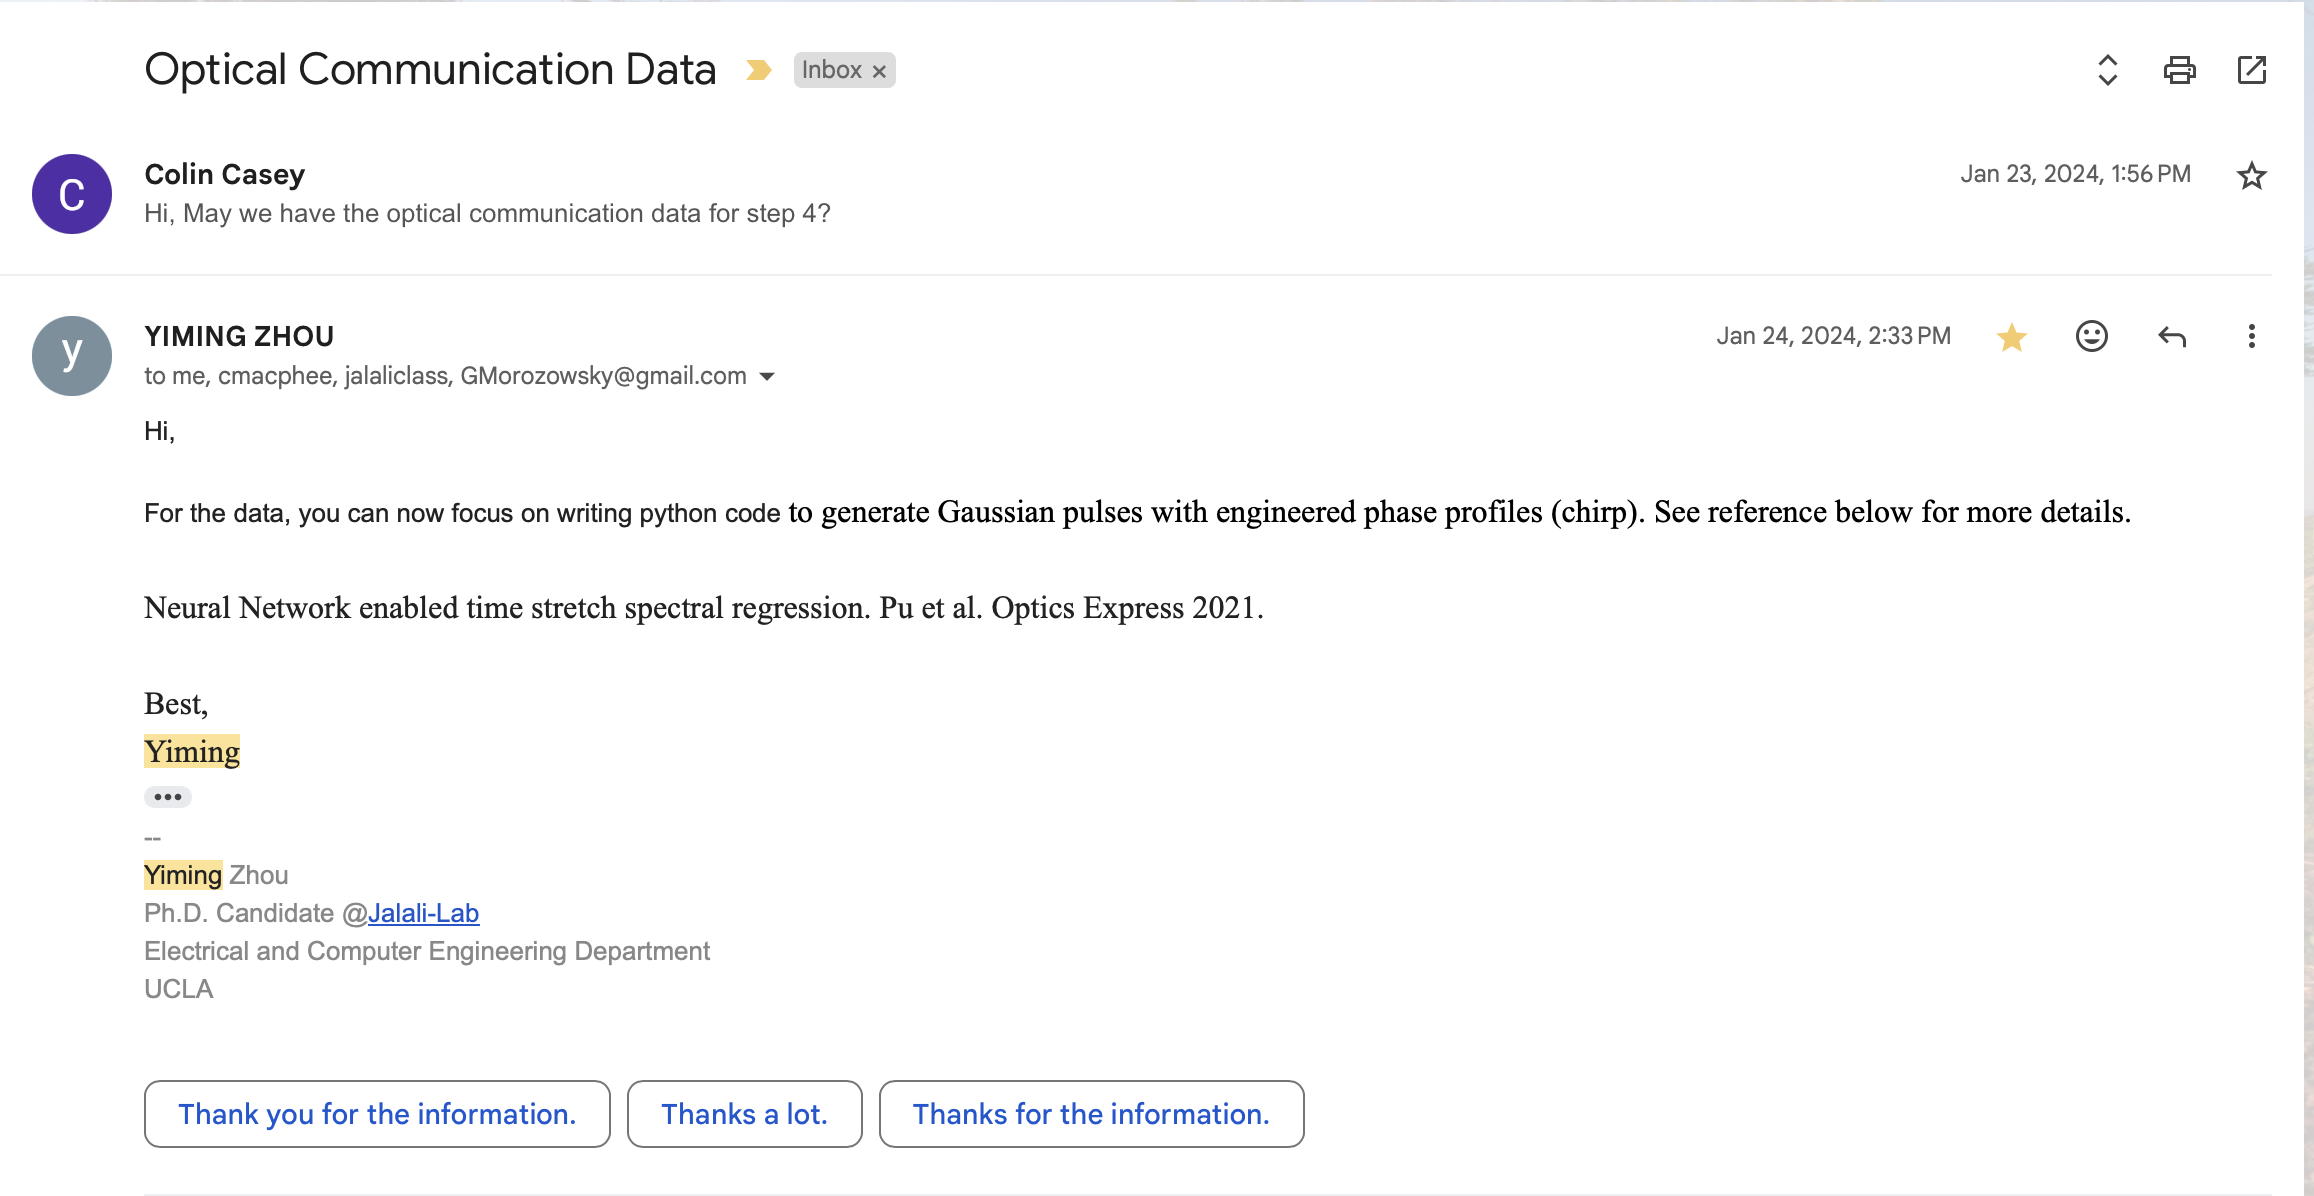 Optical Communication Data
Inbox ×
C
Colin Casey
Jan 23, 2024, 1:56 PM
Hi, May we have the optical communication data for step 4?
y
YIMING ZHOU
Jan 24, 2024, 2:33 PM
to me, cmacphee, jalaliclass, GMorozowsky@gmail.com
Hi,
For the data, you can now focus on writing python code to generate Gaussian pulses with engineered phase profiles (chirp). See reference below for more details.
Neural Network enabled time stretch spectral regression. Pu et al. Optics Express 2021.
Best,
Yiming
•••
--
Yiming Zhou
Ph.D. Candidate @Jalali-Lab
Electrical and Computer Engineering Department
UCLA
Thank you for the information.
Thanks a lot.
Thanks for the information.